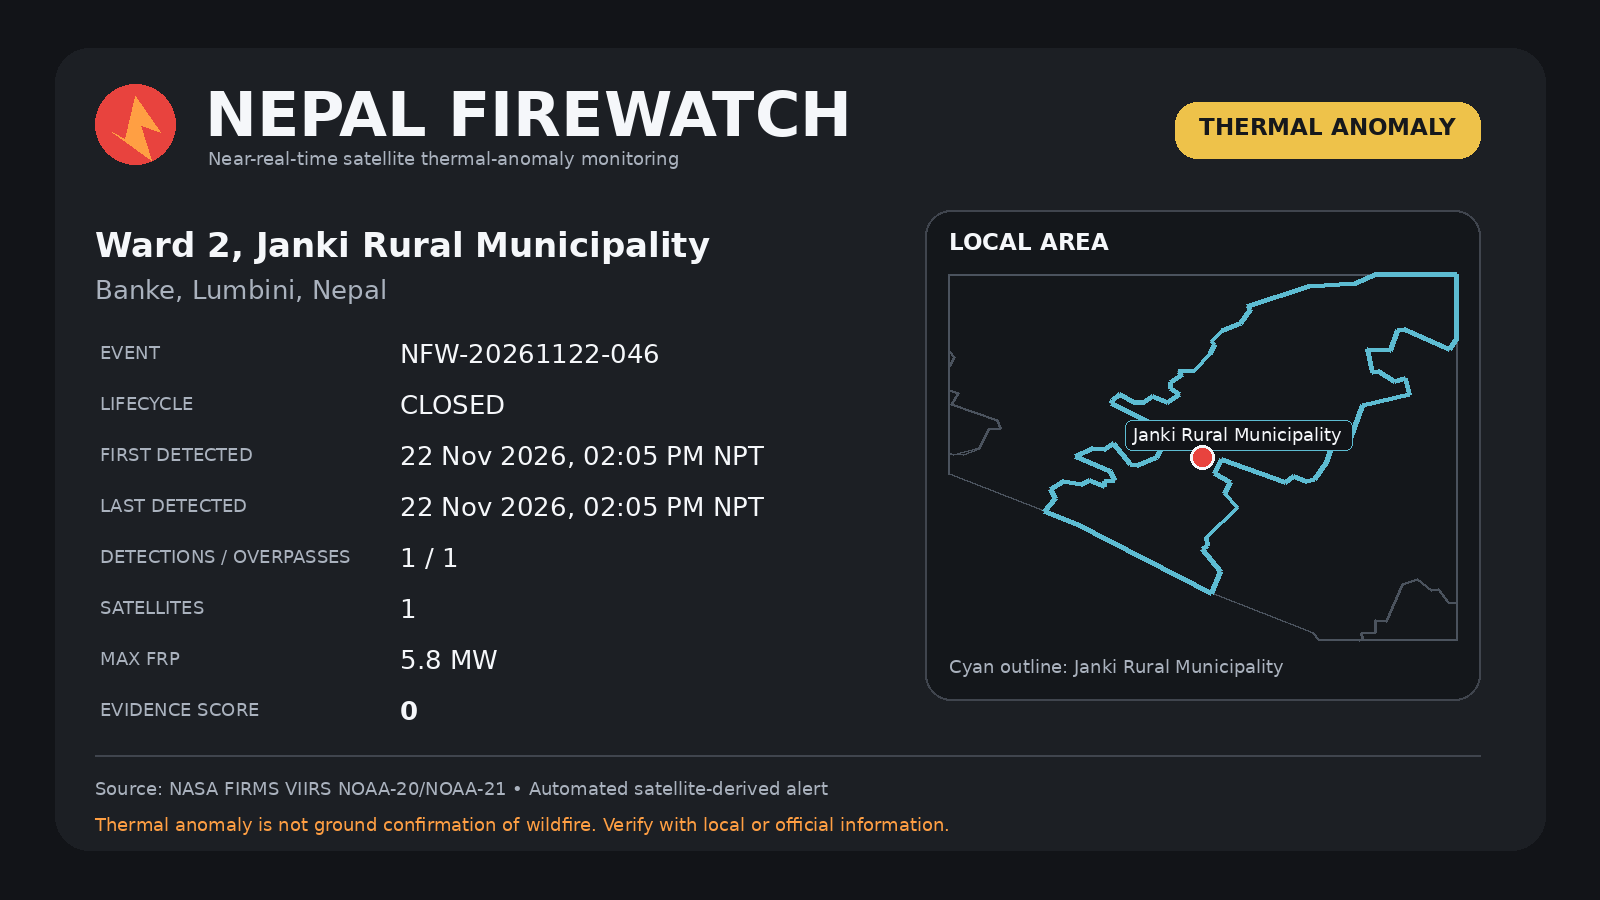 NEPAL FIREWATCH
Near-real-time satellite thermal-anomaly monitoring
THERMAL ANOMALY
Ward 2, Janki Rural Municipality
Banke, Lumbini, Nepal
EVENT NFW-20261122-046
LIFECYCLE CLOSED
FIRST DETECTED 22 Nov 2026, 02:05 PM NPT
LAST DETECTED 22 Nov 2026, 02:05 PM NPT
DETECTIONS / OVERPASSES 1 / 1
SATELLITES 1
MAX FRP 5.8 MW
EVIDENCE SCORE 0
LOCAL AREA
Janki Rural Municipality
Cyan outline: Janki Rural Municipality
Source: NASA FIRMS VIIRS NOAA-20/NOAA-21 • Automated satellite-derived alert
Thermal anomaly is not ground confirmation of wildfire. Verify with local or official information.